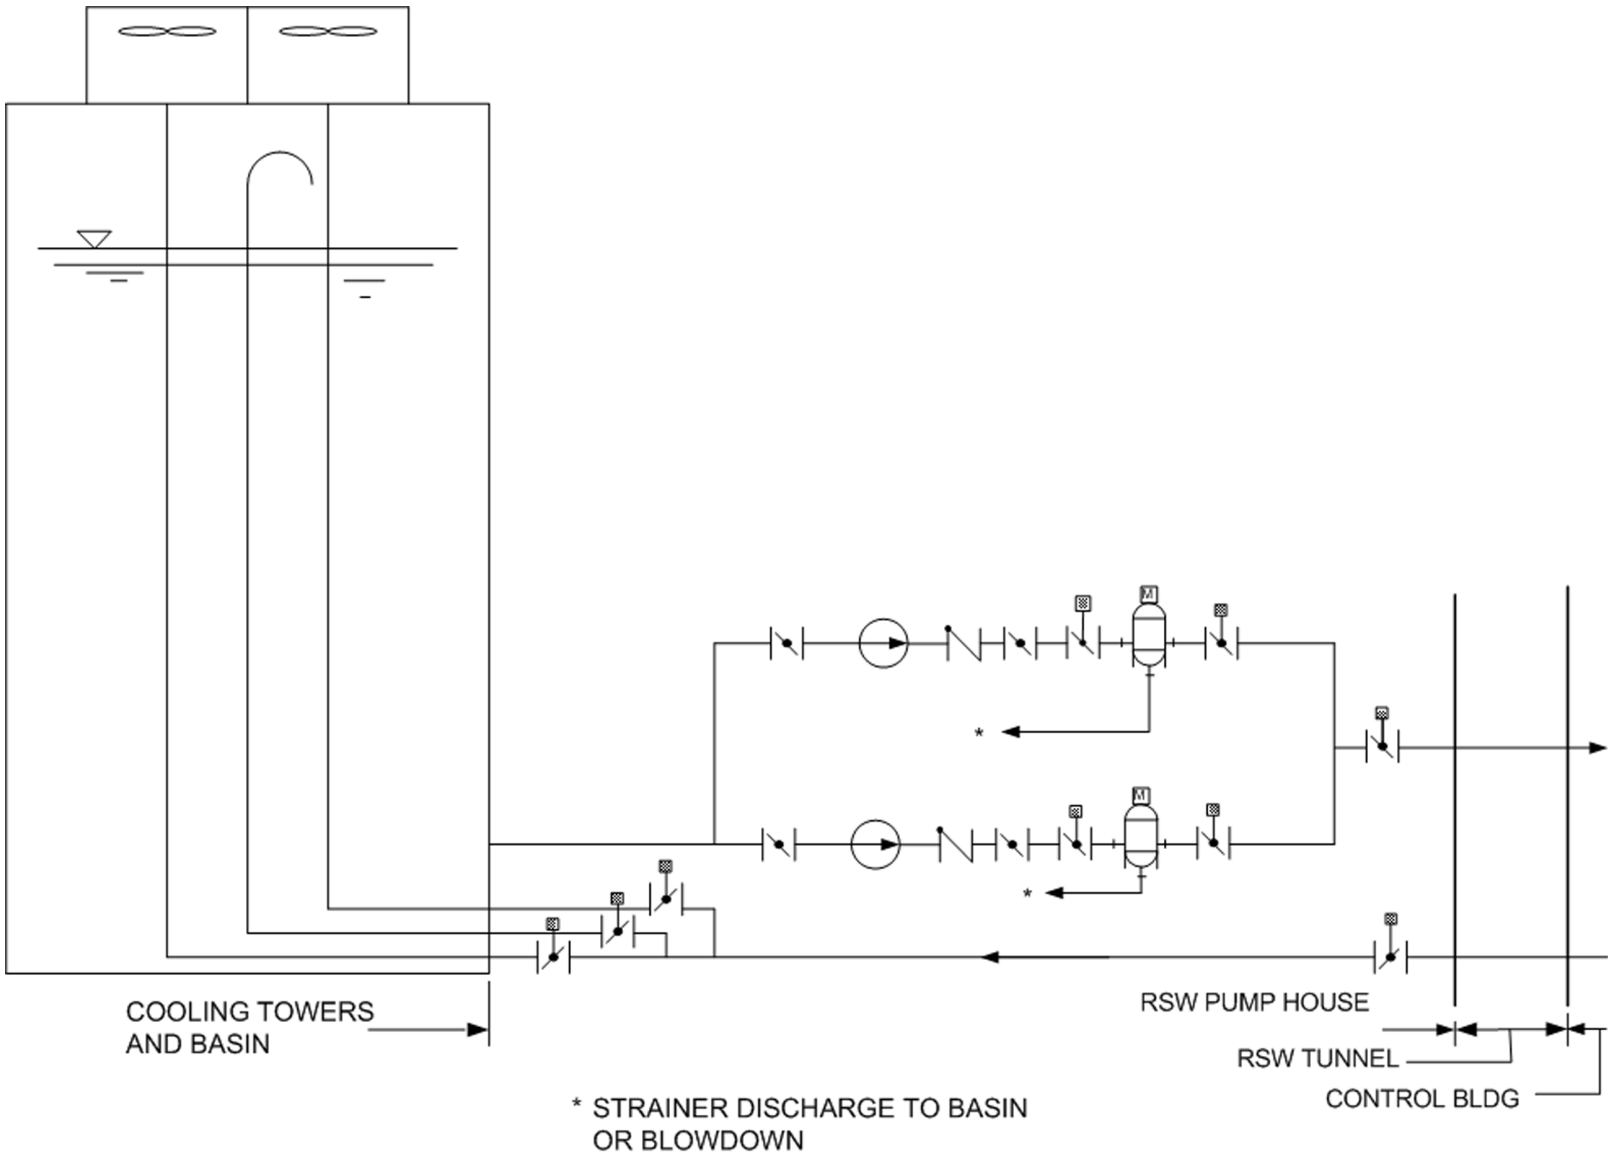 M
*
M
*
RSW PUMP HOUSE
COOLING TOWERS
AND BASIN
RSW TUNNEL
CONTROL BLDG
* STRAINER DISCHARGE TO BASIN
OR BLOWDOWN